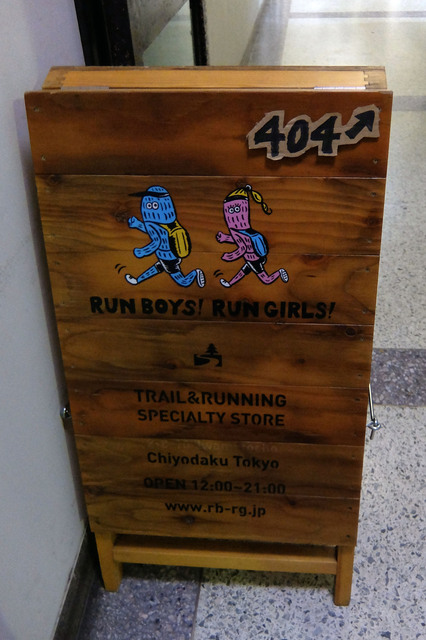 404↗
RUN BOYS! RUN GIRLS!
TRAIL&RUNNING
SPECIALTY STORE
Chiyodaku Tokyo
OPEN 12:00~21:00
www.rb-rg.jp